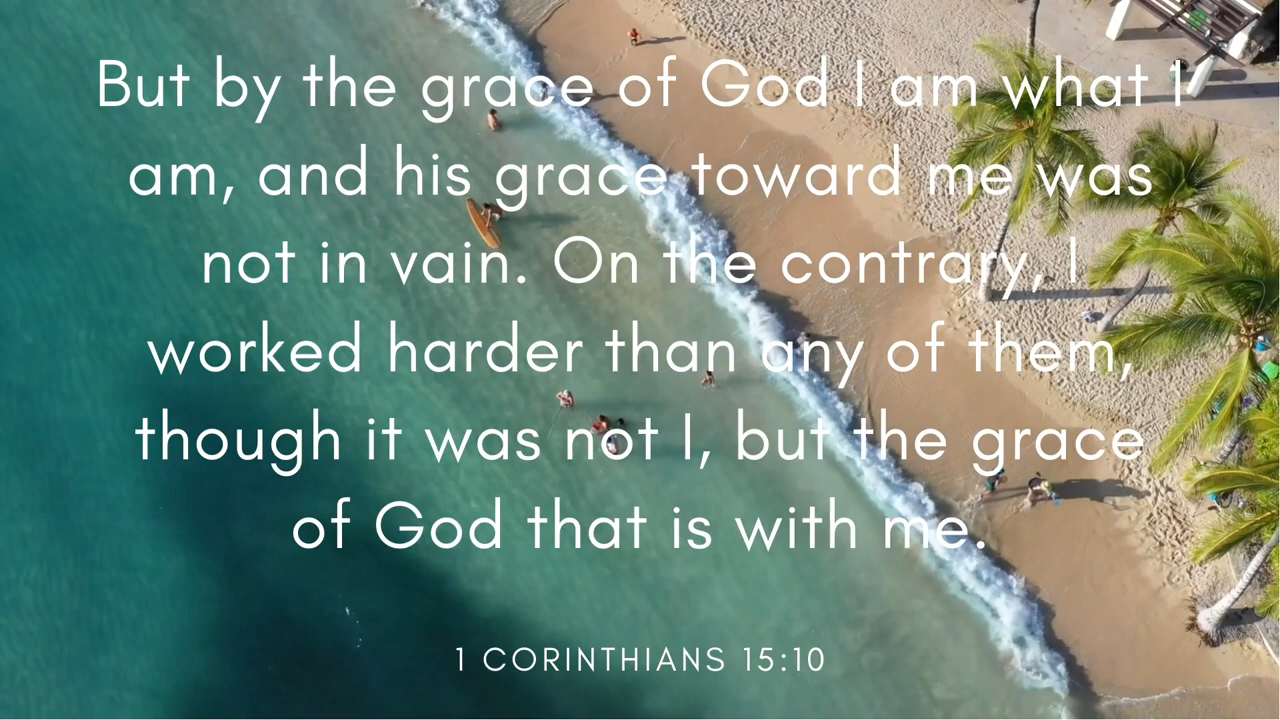 But by the grace of God I am what I
am, and his grace toward me was
not in vain. On the contrary, I
worked harder than any of them,
though it was not I, but the grace
of God that is with me.
1 CORINTHIANS 15:10